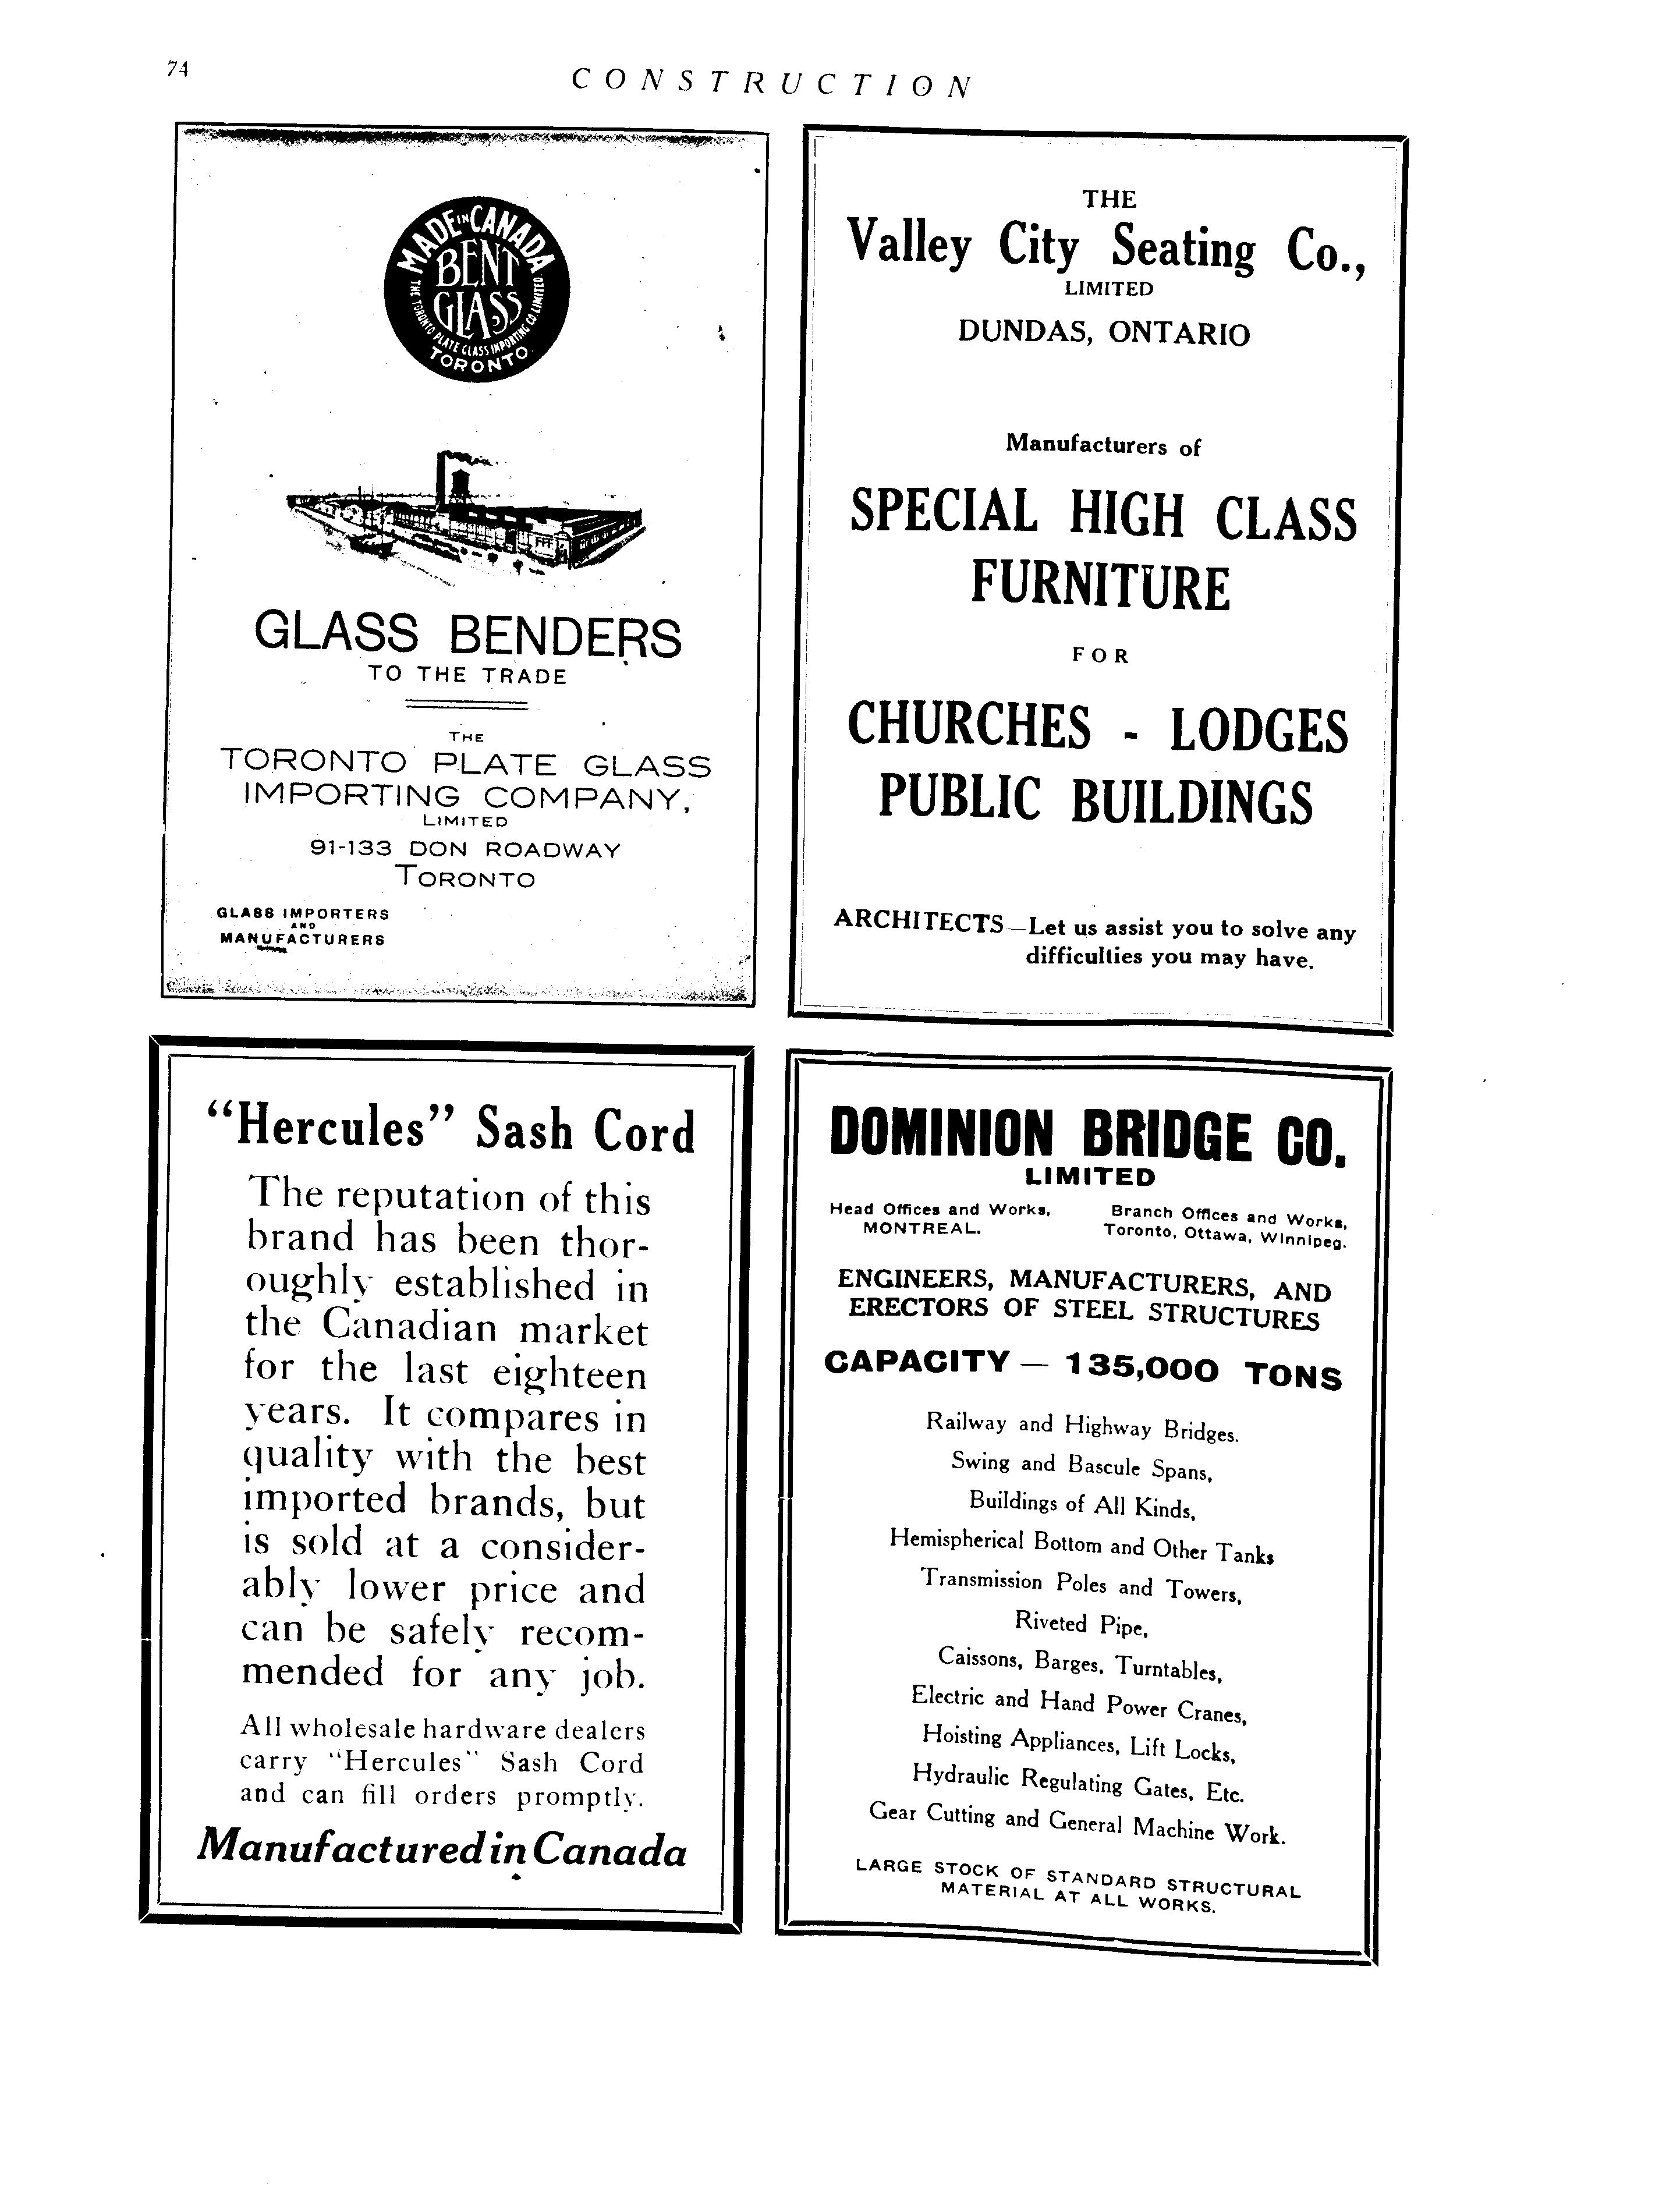 74
CONSTRUCTION
MADE IN CANADA
BENT
GLASS
THE TORONTO PLATE GLASS IMPORTING CO LIMITED
TORONTO
GLASS BENDERS
TO THE TRADE
THE
TORONTO PLATE GLASS
IMPORTING COMPANY,
LIMITED
91-133 DON ROADWAY
TORONTO
GLASS IMPORTERS
AND
MANUFACTURERS
THE
Valley City Seating Co.,
LIMITED
DUNDAS, ONTARIO
Manufacturers of
SPECIAL HIGH CLASS
FURNITURE
FOR
CHURCHES - LODGES
PUBLIC BUILDINGS
ARCHITECTS—Let us assist you to solve any
difficulties you may have.
"Hercules" Sash Cord
The reputation of this
brand has been thor-
oughly established in
the Canadian market
for the last eighteen
years. It compares in
quality with the best
imported brands, but
is sold at a consider-
ably lower price and
can be safely recom-
mended for any job.
All wholesale hardware dealers
carry "Hercules" Sash Cord
and can fill orders promptly.
Manufactured in Canada
DOMINION BRIDGE CO.
LIMITED
Head Offices and Works,
MONTREAL.
Branch Offices and Works,
Toronto, Ottawa, Winnipeg.
ENGINEERS, MANUFACTURERS, AND
ERECTORS OF STEEL STRUCTURES
CAPACITY — 135,000 TONS
Railway and Highway Bridges.
Swing and Bascule Spans,
Buildings of All Kinds,
Hemispherical Bottom and Other Tanks
Transmission Poles and Towers,
Riveted Pipe,
Caissons, Barges, Turntables,
Electric and Hand Power Cranes,
Hoisting Appliances, Lift Locks,
Hydraulic Regulating Gates, Etc.
Gear Cutting and General Machine Work.
LARGE STOCK OF STANDARD STRUCTURAL
MATERIAL AT ALL WORKS.